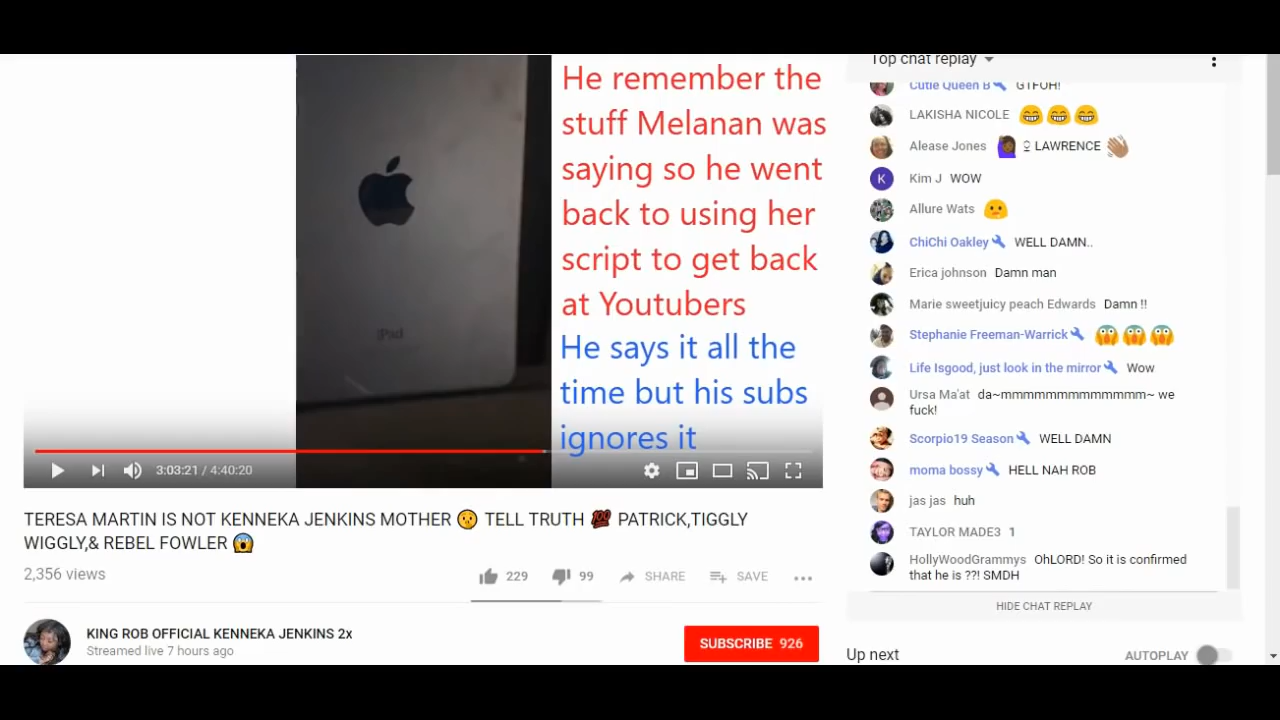 He remember the
stuff Melanan was
saying so he went
back to using her
script to get back
at Youtubers
He says it all the
time but his subs
ignores it
iPad
3:03:21 / 4:40:20
TERESA MARTIN IS NOT KENNEKA JENKINS MOTHER 🤫 TELL TRUTH 💯 PATRICK,TIGGLY
WIGGLY,& REBEL FOWLER 😱
2,356 views
229 99 SHARE SAVE
KING ROB OFFICIAL KENNEKA JENKINS 2x
Streamed live 7 hours ago
SUBSCRIBE 926
Top chat replay
Cutie Queen B GTFOH!
LAKISHA NICOLE 😁😁😁
Alease Jones 🙋🏾♀ LAWRENCE 👋🏽
Kim J WOW
K
Allure Wats 🙁
ChiChi Oakley WELL DAMN..
Erica johnson Damn man
Marie sweetjuicy peach Edwards Damn !!
Stephanie Freeman-Warrick 😱😱😱
Life Isgood, just look in the mirror Wow
Ursa Ma'at da~mmmmmmmmmmmmm~ we
fuck!
Scorpio19 Season WELL DAMN
moma bossy HELL NAH ROB
jas jas huh
TAYLOR MADE3 1
HollyWoodGrammys OhLORD! So it is confirmed
that he is ??! SMDH
HIDE CHAT REPLAY
Up next
AUTOPLAY